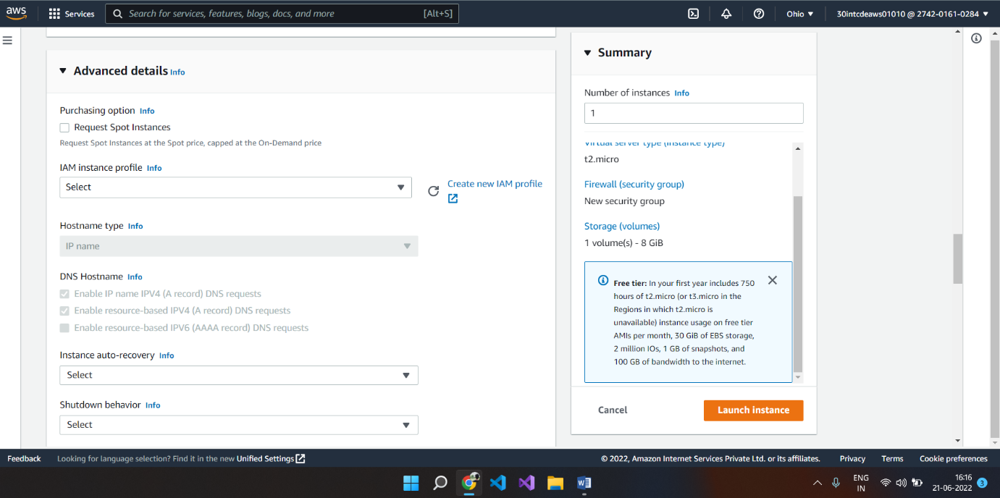 aws
Services
Search for services, features, blogs, docs, and more
[Alt+S]
Ohio
30intcdeaws01010 @ 2742-0161-0284
Advanced details Info
Purchasing option Info
Request Spot Instances
Request Spot Instances at the Spot price, capped at the On-Demand price
IAM instance profile Info
Select
Create new IAM profile
Hostname type Info
IP name
DNS Hostname Info
Enable IP name IPV4 (A record) DNS requests
Enable resource-based IPV4 (A record) DNS requests
Enable resource-based IPV6 (AAAA record) DNS requests
Instance auto-recovery Info
Select
Shutdown behavior Info
Select
Summary
Number of instances Info
1
Virtual server type (instance type)
t2.micro
Firewall (security group)
New security group
Storage (volumes)
1 volume(s) - 8 GiB
Free tier: In your first year includes 750
hours of t2.micro (or t3.micro in the
Regions in which t2.micro is
unavailable) instance usage on free tier
AMIs per month, 30 GiB of EBS storage,
2 million IOs, 1 GB of snapshots, and
100 GB of bandwidth to the internet.
Cancel
Launch instance
Feedback
Looking for language selection? Find it in the new Unified Settings
© 2022, Amazon Internet Services Private Ltd. or its affiliates.
Privacy
Terms
Cookie preferences
ENG
IN
16:16
21-06-2022
3